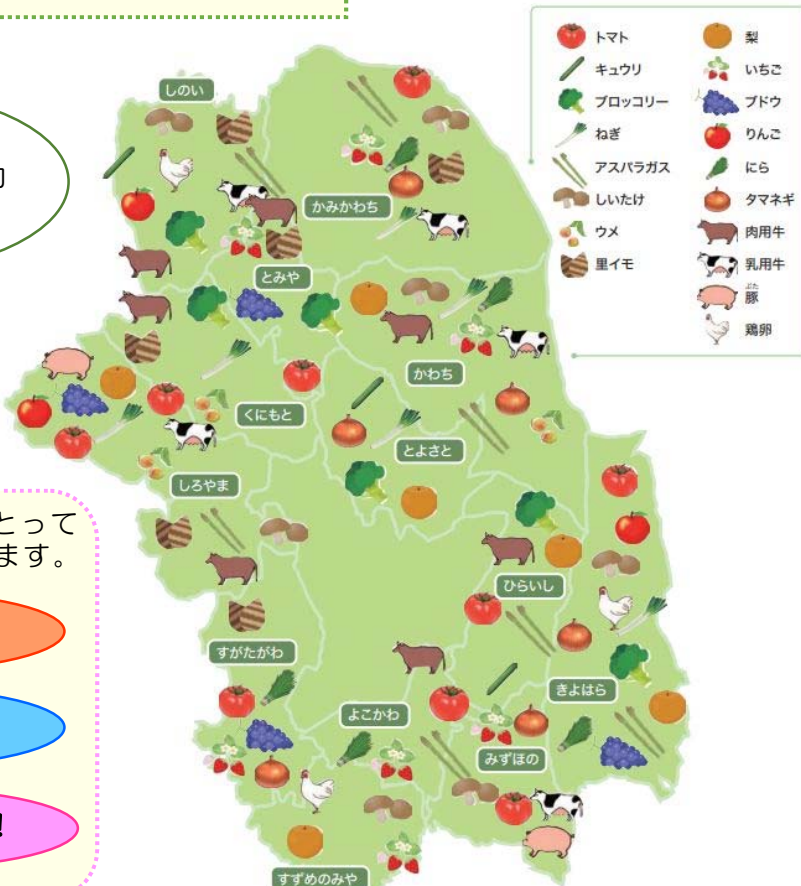 トマト
キュウリ
ブロッコリー
ねぎ
アスパラガス
しいたけ
ウメ
里イモ
梨
いちご
ブドウ
りんご
にら
タマネギ
肉用牛
乳用牛
ぶた
豚
鶏卵
しのい
かみかわち
とみや
かわち
くにもと
とよさと
しろやま
ひらいし
すがたがわ
きよはら
よこかわ
みずほの
すずめのみや
とって
ます。
!